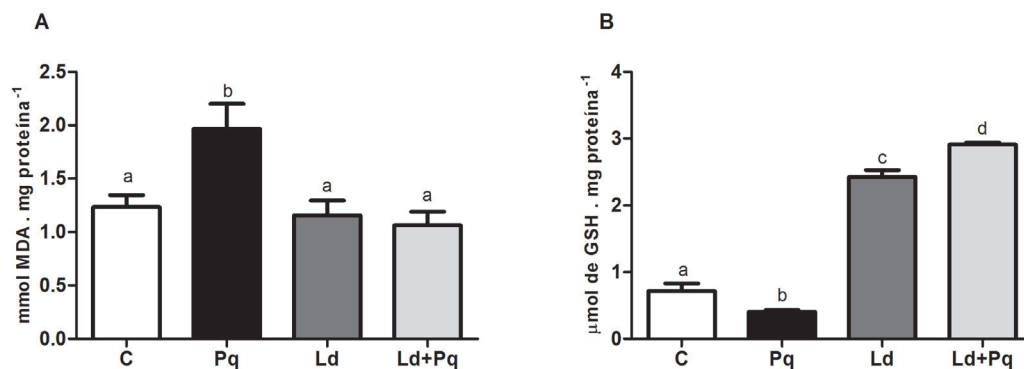 A
mmol MDA . mg proteína⁻¹
2.5
2.0
1.5
1.0
0.5
0.0
a
b
a
a
C
Pq
Ld
Ld+Pq
B
µmol de GSH . mg proteína⁻¹
4
3
2
1
0
a
b
c
d
C
Pq
Ld
Ld+Pq